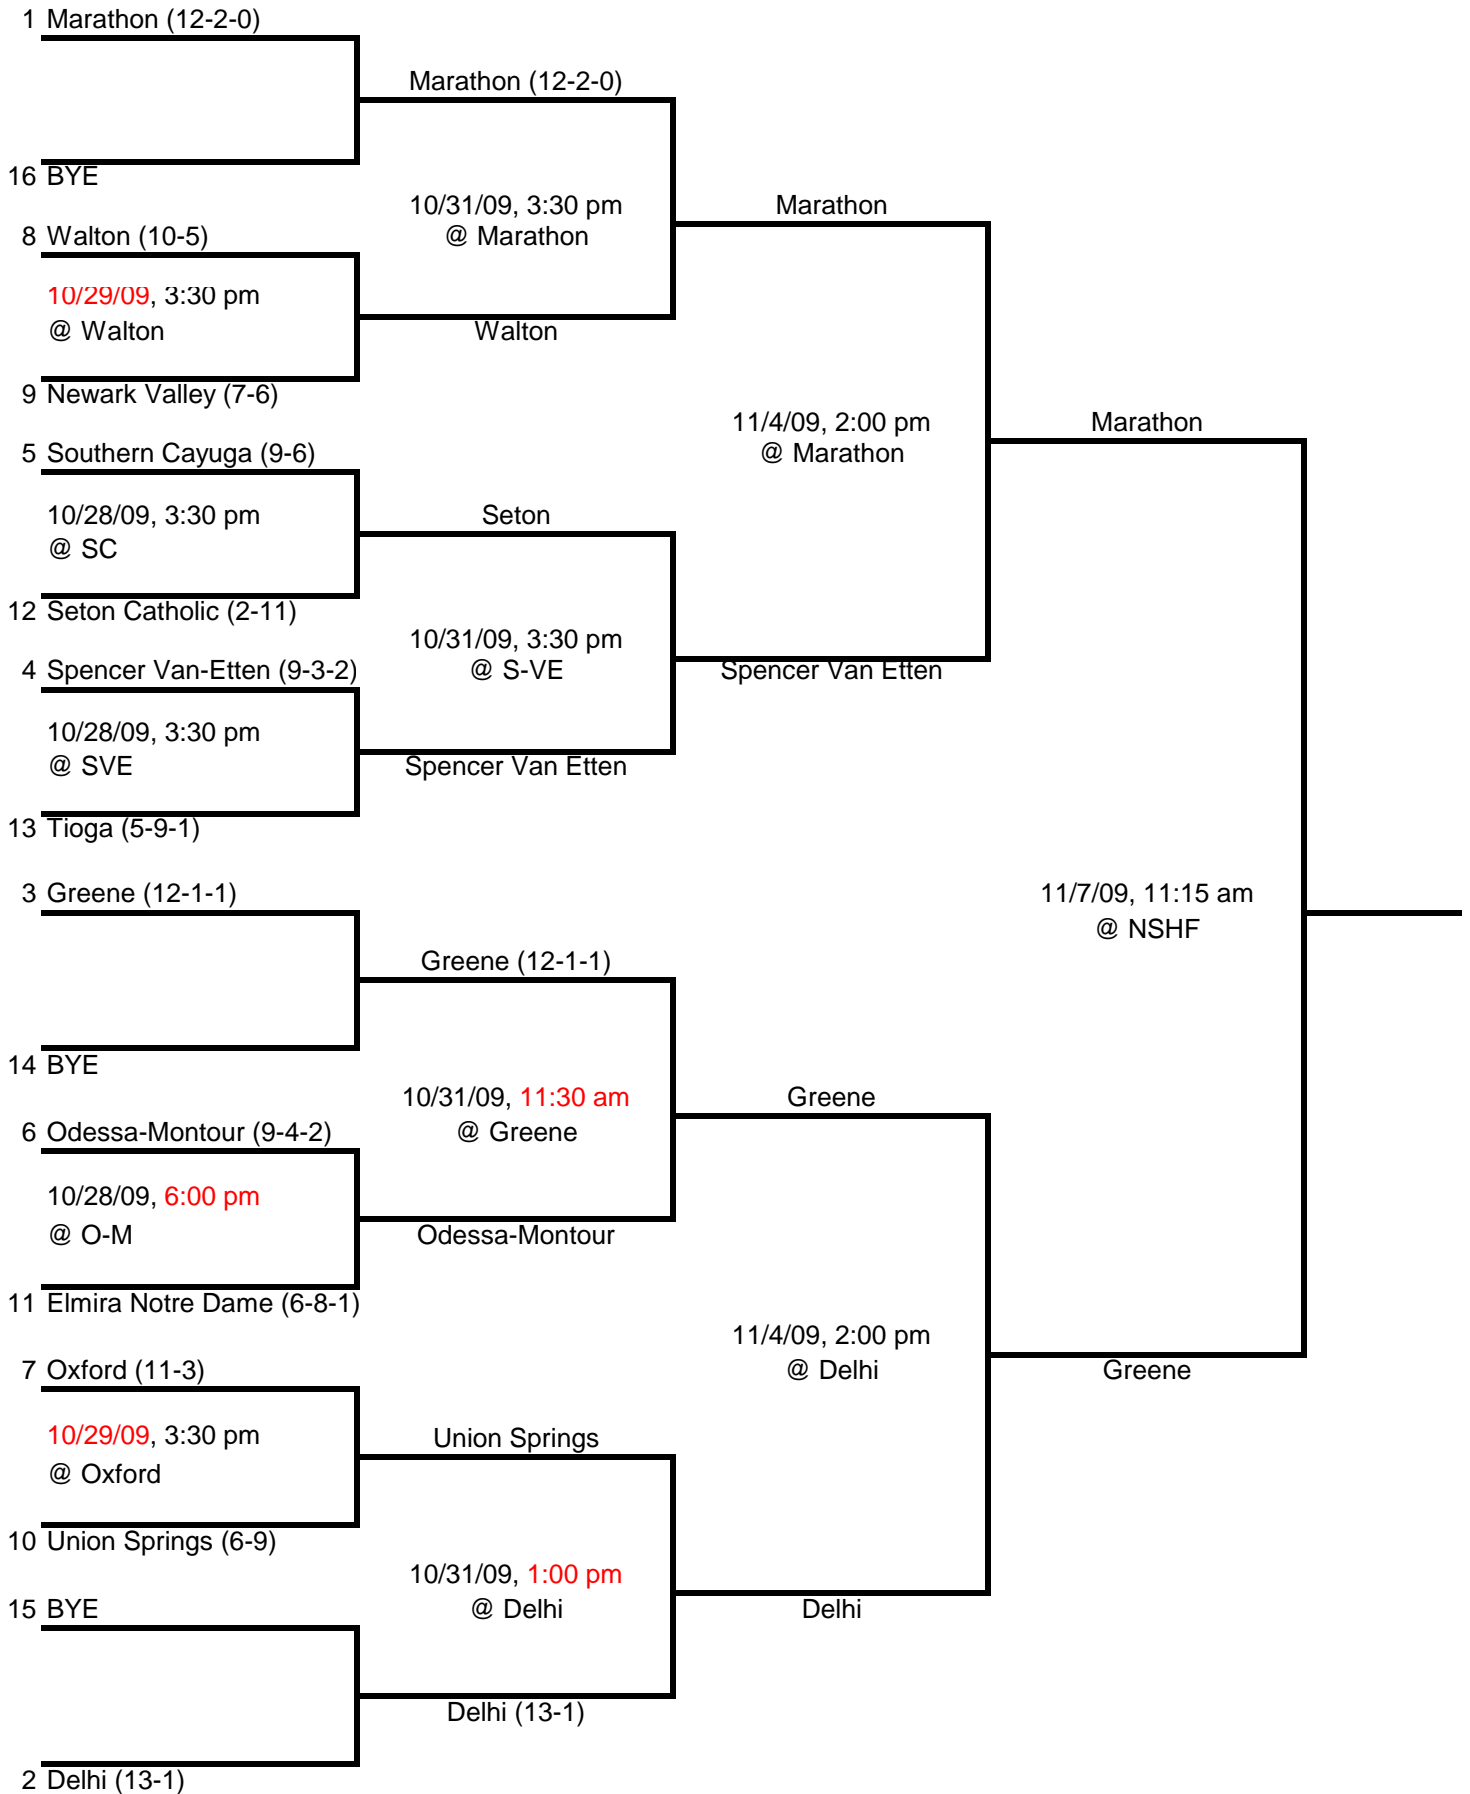 1 Marathon (12-2-0)
Marathon (12-2-0)
16 BYE
10/31/09, 3:30 pm
@ Marathon
Marathon
8 Walton (10-5)
10/29/09, 3:30 pm
@ Walton
Walton
9 Newark Valley (7-6)
11/4/09, 2:00 pm
@ Marathon
Marathon
5 Southern Cayuga (9-6)
10/28/09, 3:30 pm
@ SC
Seton
12 Seton Catholic (2-11)
10/31/09, 3:30 pm
@ S-VE
Spencer Van Etten
4 Spencer Van-Etten (9-3-2)
10/28/09, 3:30 pm
@ SVE
Spencer Van Etten
13 Tioga (5-9-1)
3 Greene (12-1-1)
11/7/09, 11:15 am
@ NSHF
Greene (12-1-1)
14 BYE
10/31/09, 11:30 am
@ Greene
Greene
6 Odessa-Montour (9-4-2)
10/28/09, 6:00 pm
@ O-M
Odessa-Montour
11 Elmira Notre Dame (6-8-1)
11/4/09, 2:00 pm
@ Delhi
Greene
7 Oxford (11-3)
10/29/09, 3:30 pm
@ Oxford
Union Springs
10 Union Springs (6-9)
10/31/09, 1:00 pm
@ Delhi
Delhi
15 BYE
Delhi (13-1)
2 Delhi (13-1)